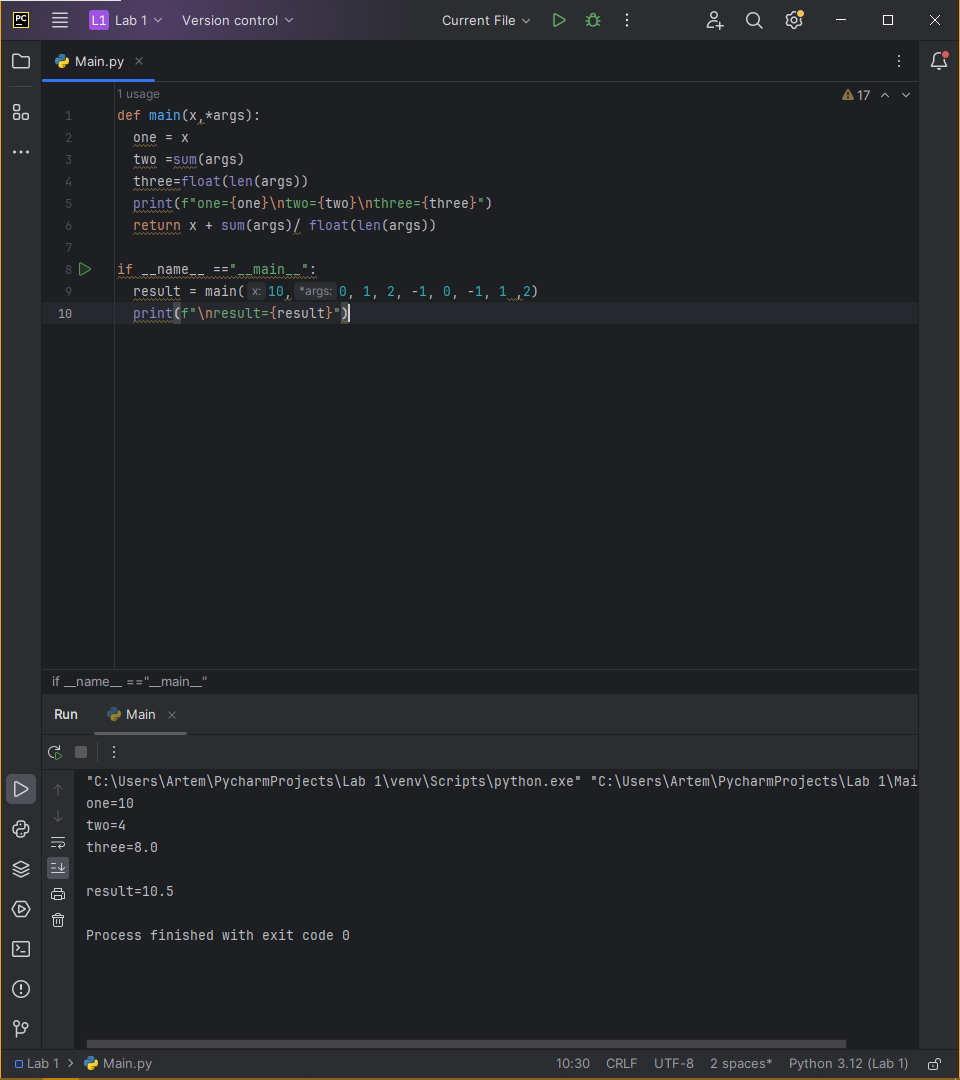 PC L1 Lab 1 Version control Current File
Main.py
1 usage
17
1 def main(x,*args):
2 one = x
3 two =sum(args)
4 three=float(len(args))
5 print(f"one={one}\ntwo={two}\nthree={three}")
6 return x + sum(args)/ float(len(args))
7
8 if __name__ =="__main__":
9 result = main( x: 10, *args: 0, 1, 2, -1, 0, -1, 1 ,2)
10 print(f"\nresult={result}")
if __name__ =="__main__"
Run Main
"C:\Users\Artem\PycharmProjects\Lab 1\venv\Scripts\python.exe" "C:\Users\Artem\PycharmProjects\Lab 1\Mai
one=10
two=4
three=8.0
result=10.5
Process finished with exit code 0
Lab 1 > Main.py 10:30 CRLF UTF-8 2 spaces* Python 3.12 (Lab 1)